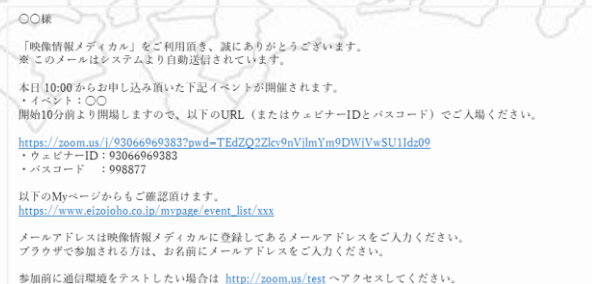 〇〇様
「映像情報メディカル」をご利用頂き、誠にありがとうございます。
※ このメールはシステムより自動送信されています。
本日 10:00 からお申し込み頂いた下記イベントが開催されます。
・イベント：〇〇
開始10分前より開場しますので、以下のURL（またはウェビナーIDとパスコード）でご入場ください。
https://zoom.us/j/93066969383?pwd=TEdZQ2Zlcy9nVjlmYm9DWjVwSU1Idz09
・ウェビナーID：93066969383
・パスコード　：998877
以下のMyページからもご確認頂けます。
https://www.eizojoho.co.jp/mypage/event_list/xxx
メールアドレスは映像情報メディカルに登録してあるメールアドレスをご入力ください。
ブラウザで参加される方は、お名前にメールアドレスをご入力ください。
参加前に通信環境をテストしたい場合は http://zoom.us/test へアクセスしてください。